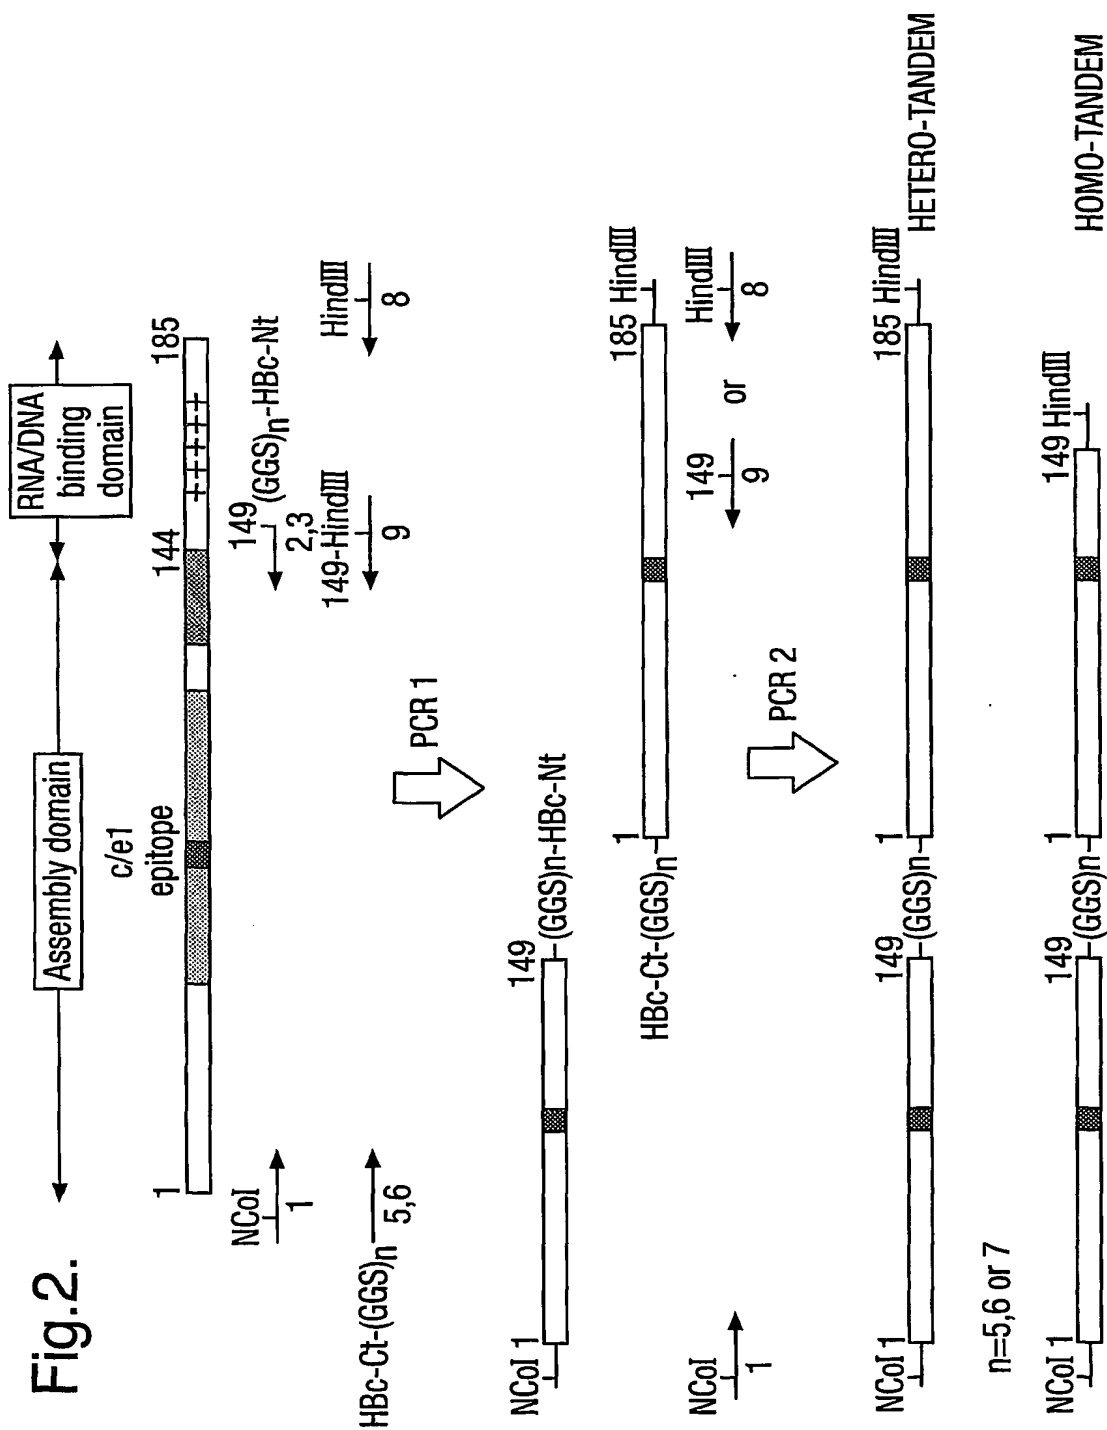 Fig.2.
Assembly domain
RNA/DNA
binding
domain
c/e1
epitope
1
144
185
NCoI
1
149
(GGS)n-HBc-Nt
2,3
HBc-Ct-(GGS)n
5,6
149-HindIII
9
HindIII
8
PCR 1
NCoI 1
149
(GGS)n-HBc-Nt
HBc-Ct-(GGS)n
1
185 HindIII
NCoI
1
149
9
or
HindIII
8
PCR 2
NCoI 1
149
(GGS)n
1
185 HindIII
HETERO-TANDEM
n=5,6 or 7
NCoI 1
149
(GGS)n
1
149 HindIII
HOMO-TANDEM